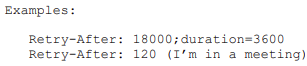 Examples:
Retry-After: 18000;duration=3600
Retry-After: 120 (I'm in a meeting)